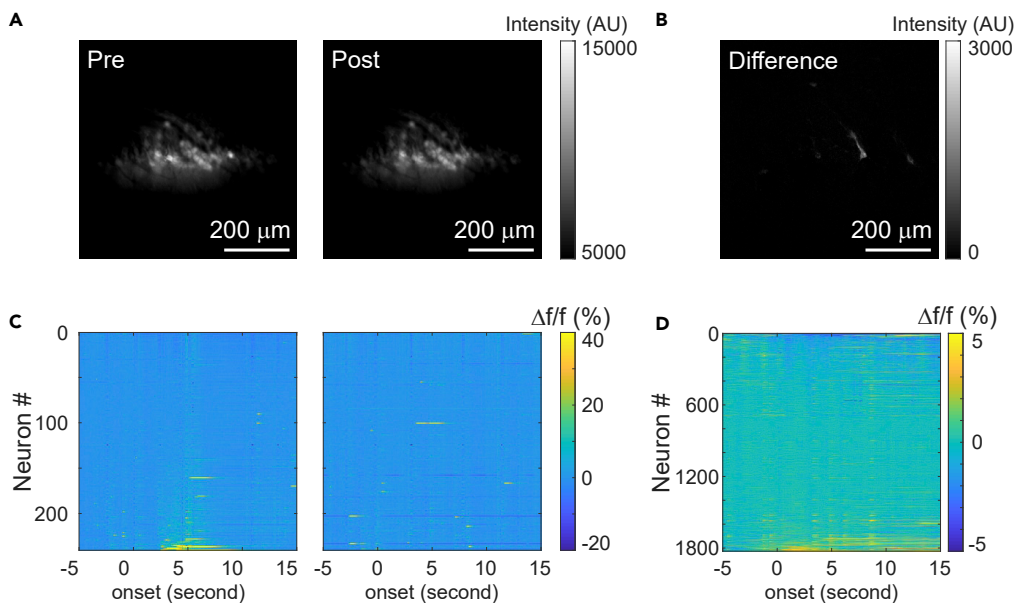 A
Pre
Post
Intensity (AU)
15000
5000
200 μm
200 μm
B
Difference
Intensity (AU)
3000
0
200 μm
C
Δf/f (%)
40
20
0
-20
Neuron #
0
100
200
-5
0
5
10
15
onset (second)
-5
0
5
10
15
onset (second)
D
Δf/f (%)
5
0
-5
Neuron #
0
600
1200
1800
-5
0
5
10
15
onset (second)